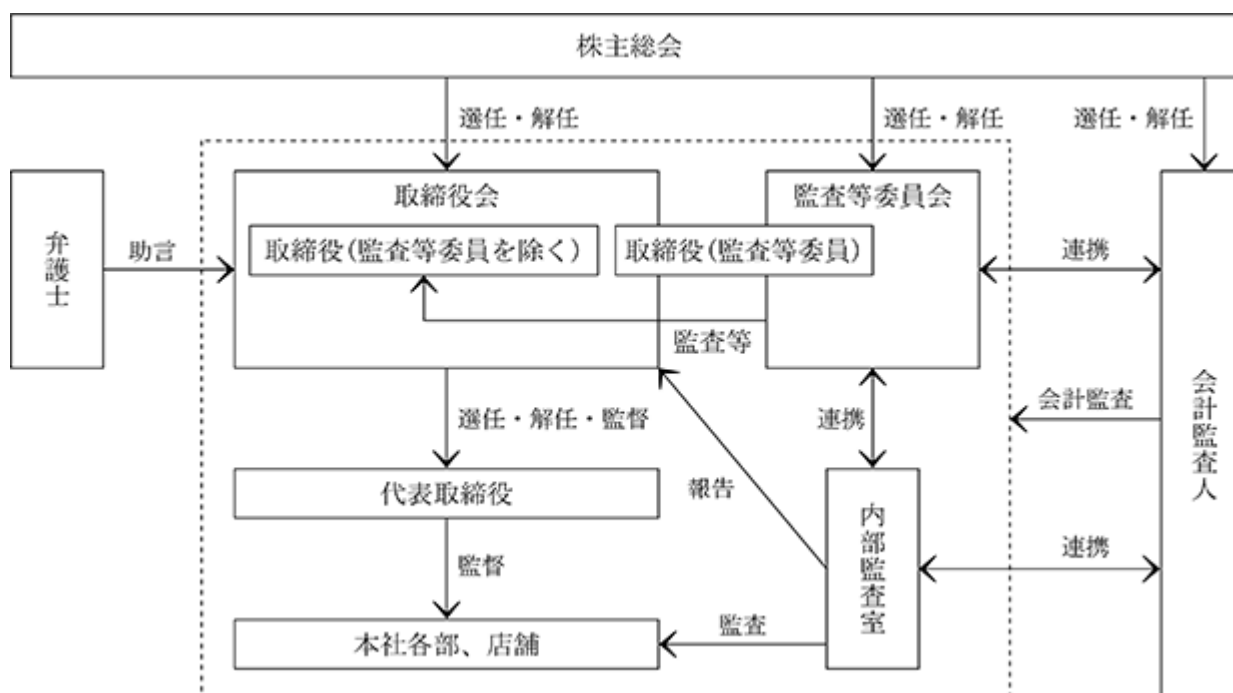 株主総会
選任・解任
選任・解任
選任・解任
弁護士
助言
取締役会
取締役(監査等委員を除く)
監査等委員会
取締役(監査等委員)
連携
監査等
会計監査人
選任・解任・監督
連携
会計監査
代表取締役
報告
内部監査室
連携
監督
本社各部、店舗
監査